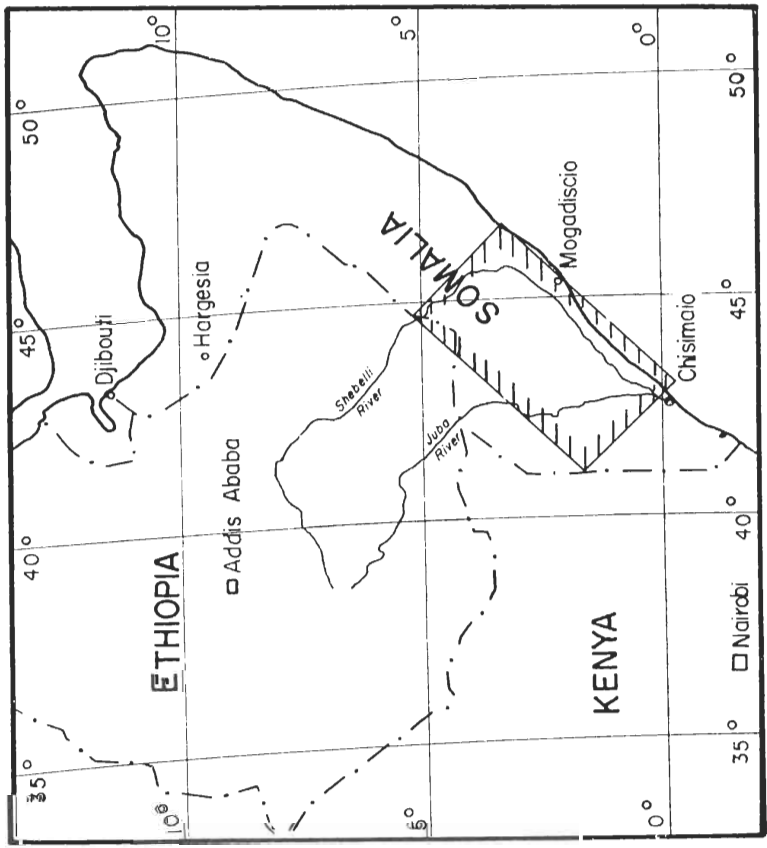 35°
40°
45°
50°
Djibouti
10°
ETHIOPIA
10°
Hargesia
Addis Ababa
Shebelli
River
5°
SOMALIA
5°
Juba
River
Mogadiscio
KENYA
0°
0°
Chisimaio
Nairobi
35°
40°
45°
50°